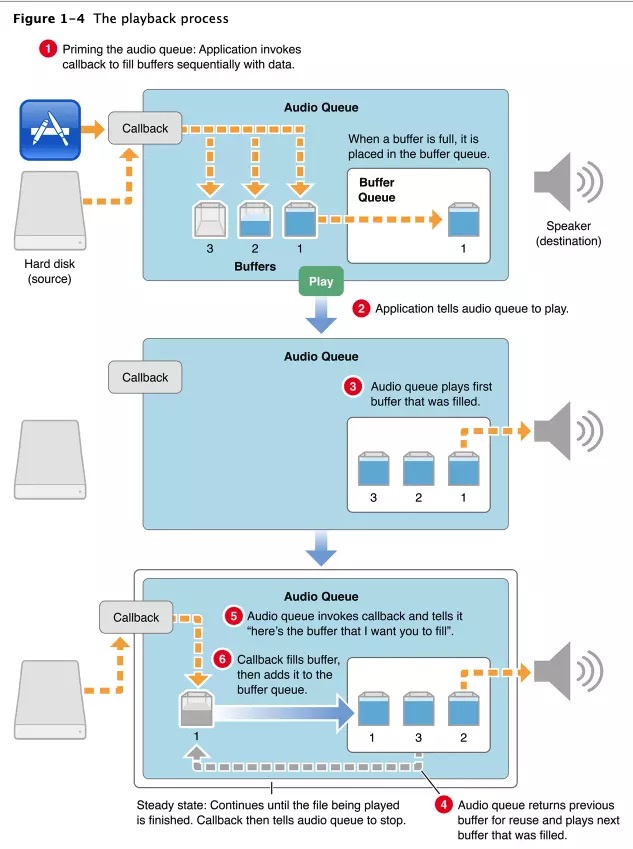 Figure 1-4 The playback process
1 Priming the audio queue: Application invokes
callback to fill buffers sequentially with data.
Audio Queue
Callback
When a buffer is full, it is
placed in the buffer queue.
Buffer
Queue
3 2 1
1
Buffers
Hard disk
(source)
Speaker
(destination)
Play
2 Application tells audio queue to play.
Audio Queue
Callback
3 Audio queue plays first
buffer that was filled.
3 2 1
Audio Queue
Callback
5 Audio queue invokes callback and tells it
“here’s the buffer that I want you to fill”.
6 Callback fills buffer,
then adds it to the
buffer queue.
1
1 3 2
Steady state: Continues until the file being played
is finished. Callback then tells audio queue to stop.
4 Audio queue returns previous
buffer for reuse and plays next
buffer that was filled.